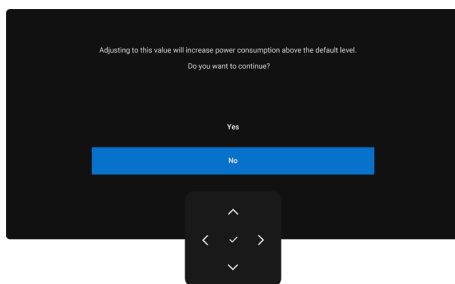 Adjusting to this value will increase power consumption above the default level.
Do you want to continue?
Yes
No